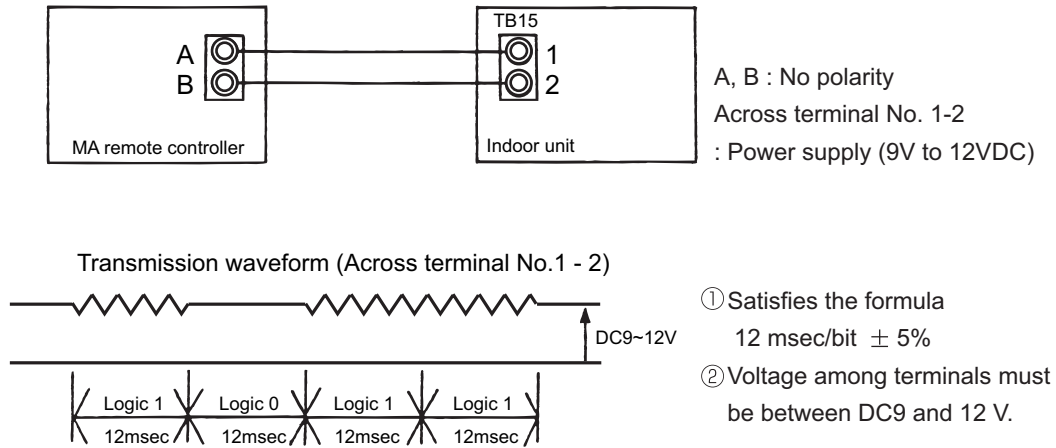 TB15
A
1
B
2
MA remote controller
Indoor unit
A, B : No polarity
Across terminal No. 1-2
: Power supply (9V to 12VDC)
Transmission waveform (Across terminal No.1 - 2)
DC9~12V
Logic 1 Logic 0 Logic 1 Logic 1
12msec 12msec 12msec 12msec
① Satisfies the formula
12 msec/bit ± 5%
② Voltage among terminals must
be between DC9 and 12 V.